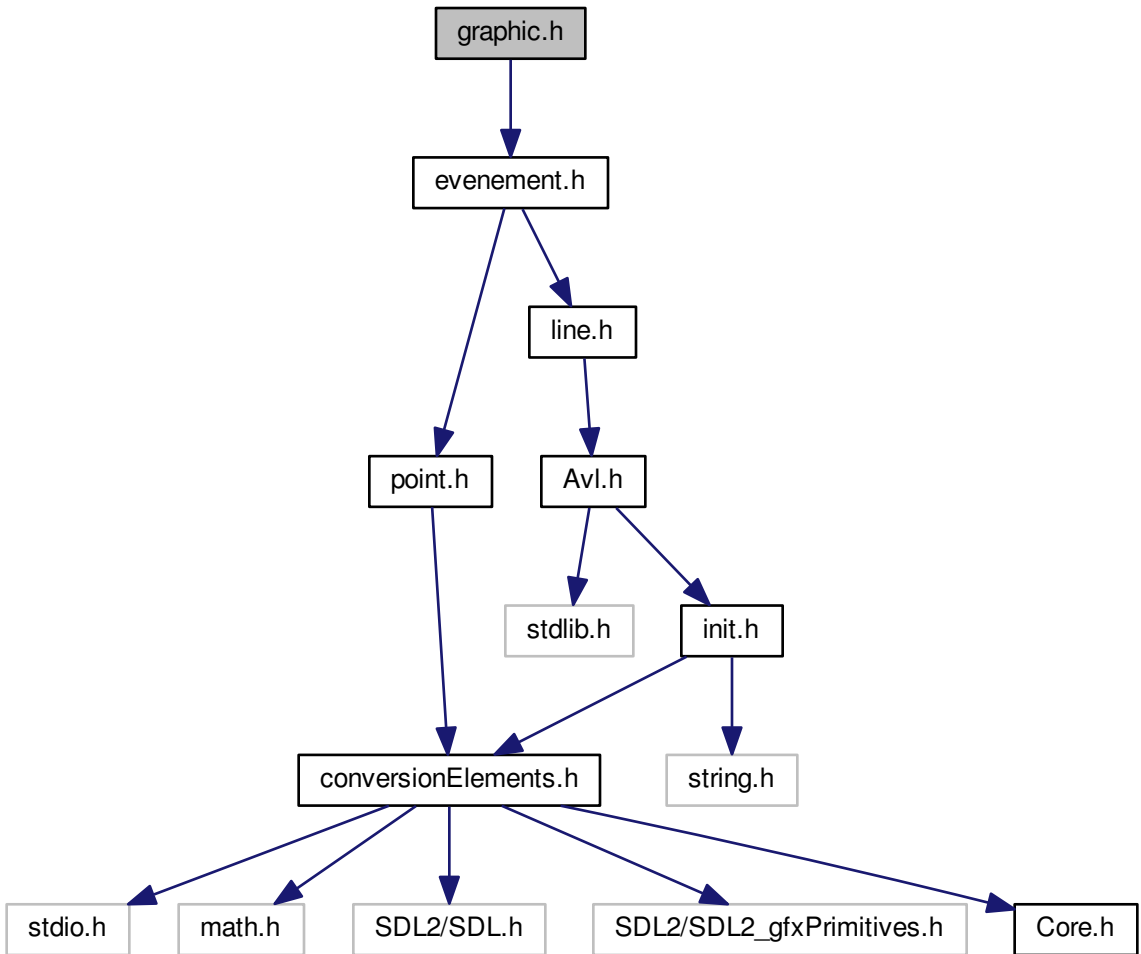 graphic.h
evenement.h
line.h
point.h
Avl.h
stdlib.h
init.h
conversionElements.h
string.h
stdio.h
math.h
SDL2/SDL.h
SDL2/SDL2_gfxPrimitives.h
Core.h